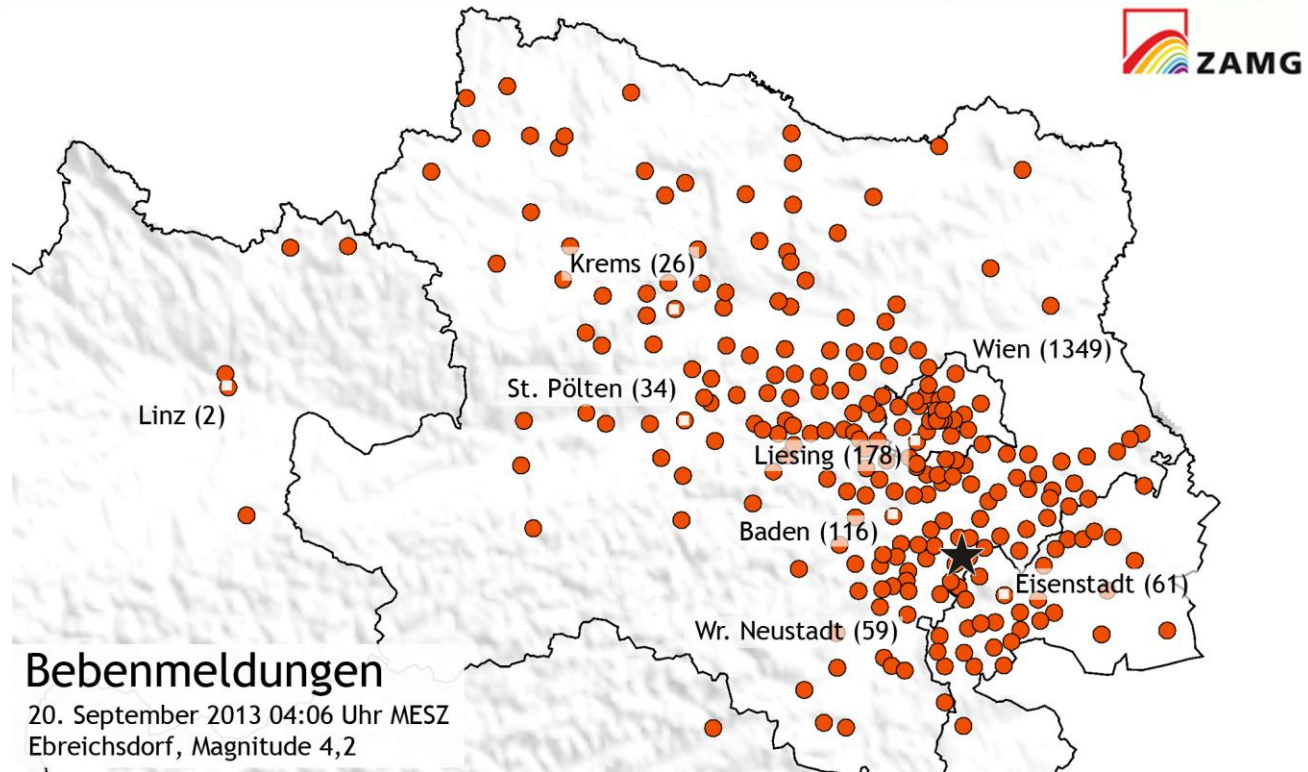 ZAMG
Krems (26)
Wien (1349)
St. Pölten (34)
Linz (2)
Liesing (178)
Baden (116)
Eisenstadt (61)
Wr. Neustadt (59)
Bebenmeldungen
20. September 2013 04:06 Uhr MESZ
Ebreichsdorf, Magnitude 4,2